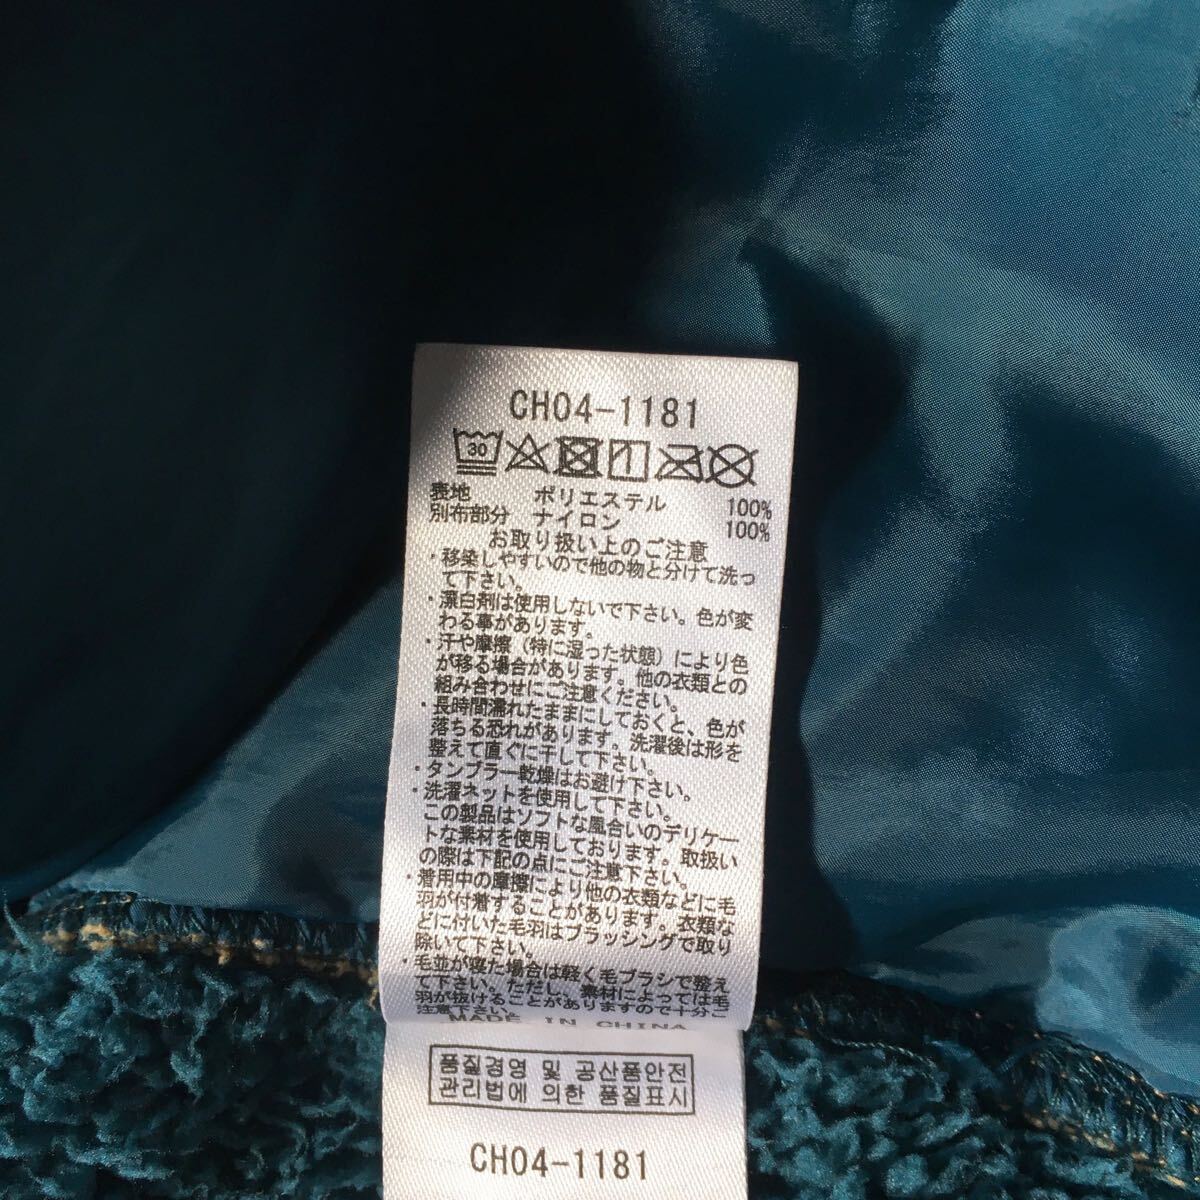 CH04-1181
30
表地 ポリエステル 100%
別布部分 ナイロン 100%
お取り扱い上のご注意
・移染しやすいので他の物と分けて洗っ
て下さい。
・漂白剤は使用しないで下さい。色が変
わる事があります。
・汗や摩擦（特に湿った状態）により色
が移る場合があります。他の衣類との
組み合わせにご注意ください。
・長時間濡れたままにしておくと、色が
落ちる恐れがあります。洗濯後は形を
整えて直ぐに干して下さい。
・タンブラー乾燥はお避け下さい。
・洗濯ネットを使用して下さい。
この製品はソフトな風合いのデリケー
トな素材を使用しております。取扱い
の際は下記の点にご注意下さい。
・着用中の摩擦により他の衣類などに毛
羽が付着することがあります。衣類な
どに付いた毛羽はブラッシングで取り
除いて下さい。
・毛並が寝た場合は軽く毛ブラシで整え
て下さい。ただし、素材によっては毛
羽が抜けることがありますので十分ご
注意下さい。
MADE IN CHINA
품질경영 및 공산품안전
관리법에 의한 품질표시
CH04-1181